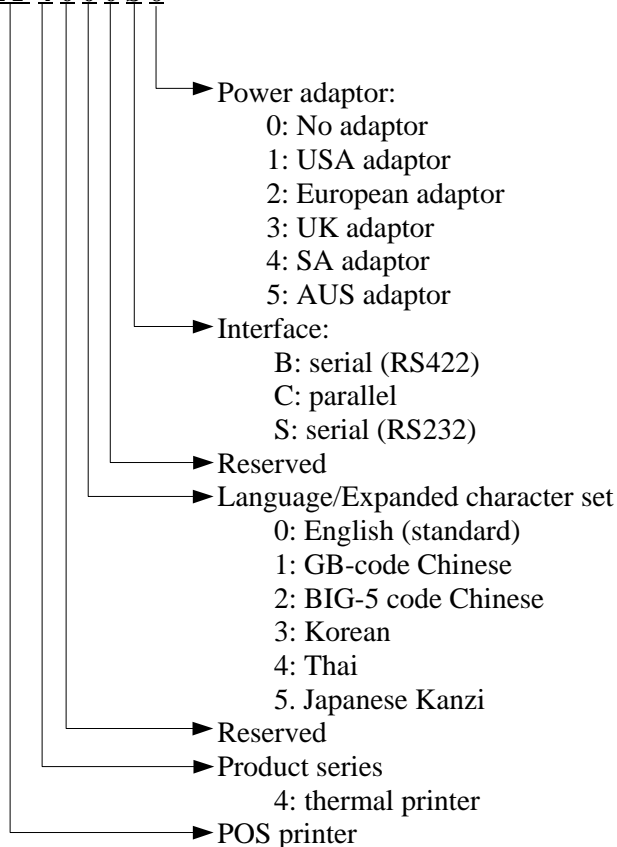 Power adaptor:
0: No adaptor
1: USA adaptor
2: European adaptor
3: UK adaptor
4: SA adaptor
5: AUS adaptor
Interface:
B: serial (RS422)
C: parallel
S: serial (RS232)
Reserved
Language/Expanded character set
0: English (standard)
1: GB-code Chinese
2: BIG-5 code Chinese
3: Korean
4: Thai
5. Japanese Kanzi
Reserved
Product series
4: thermal printer
POS printer